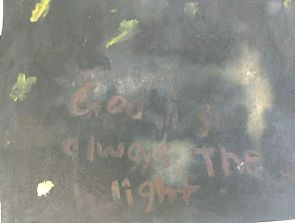 God is
always The
light